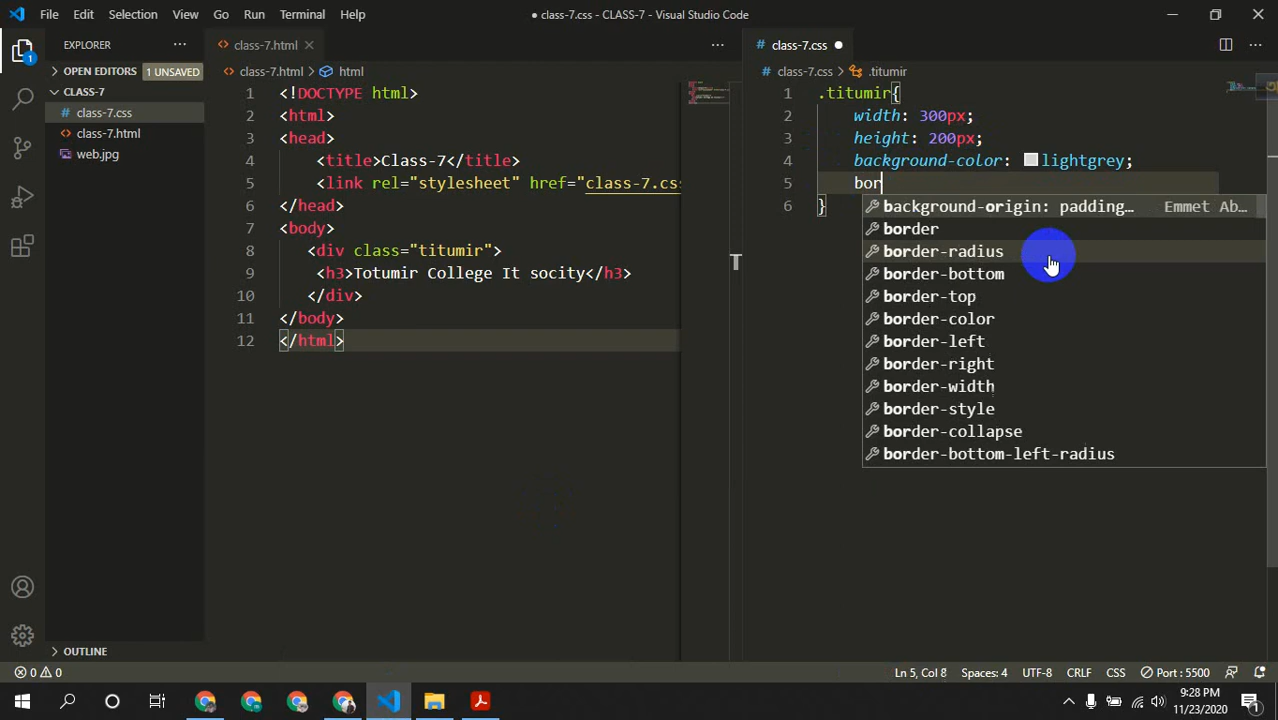 File Edit Selection View Go Run Terminal Help ● class-7.css - CLASS-7 - Visual Studio Code
EXPLORER
OPEN EDITORS 1 UNSAVED
CLASS-7
# class-7.css
<> class-7.html
web.jpg
OUTLINE
<> class-7.html
<> class-7.html > html
1 <!DOCTYPE html>
2 <html>
3 <head>
4 <title>Class-7</title>
5 <link rel="stylesheet" href="class-7.css
6 </head>
7 <body>
8 <div class="titumir">
9 <h3>Totumir College It socity</h3>
10 </div>
11 </body>
12 </html>
# class-7.css ●
# class-7.css > .titumir
1 .titumir{
2 width: 300px;
3 height: 200px;
4 background-color: lightgrey;
5 bor
6 }
background-origin: padding… Emmet Ab…
border
border-radius
border-bottom
border-top
border-color
border-left
border-right
border-width
border-style
border-collapse
border-bottom-left-radius
T
0 0 Ln 5, Col 8 Spaces: 4 UTF-8 CRLF CSS Port : 5500
9:28 PM
11/23/2020